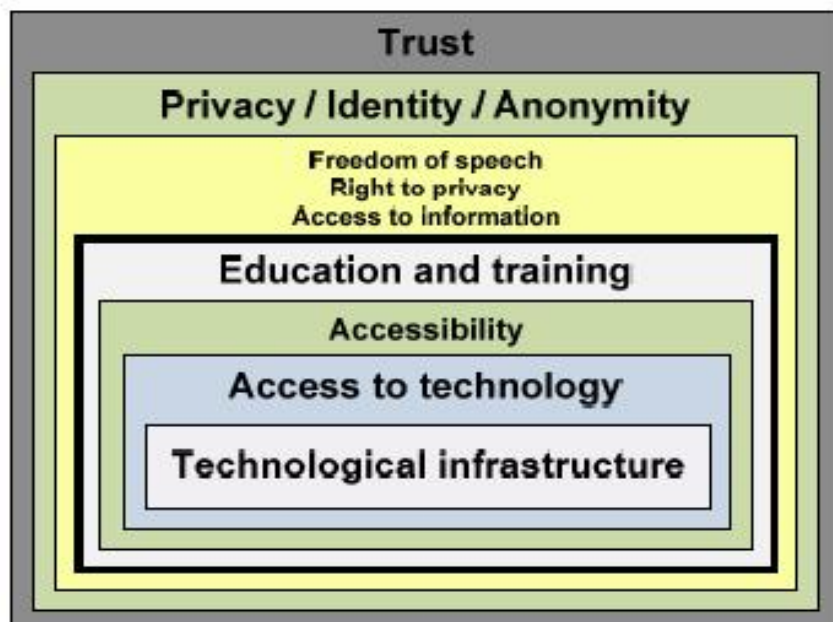 Trust
Privacy / Identity / Anonymity
Freedom of speech
Right to privacy
Access to information
Education and training
Accessibility
Access to technology
Technological infrastructure